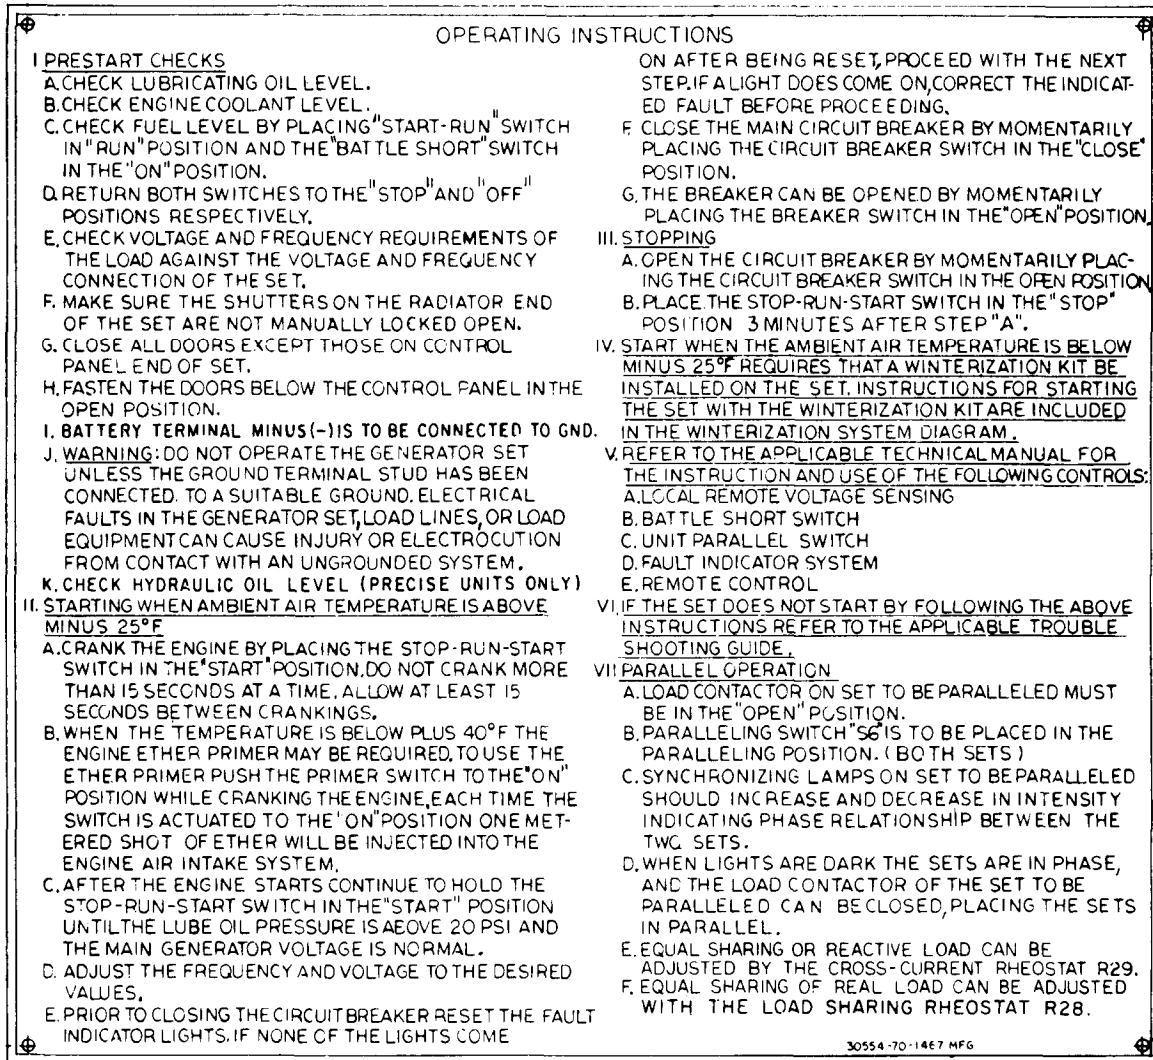 OPERATING INSTRUCTIONS
I PRESTART CHECKS
A. CHECK LUBRICATING OIL LEVEL.
B. CHECK ENGINE COOLANT LEVEL.
C. CHECK FUEL LEVEL BY PLACING "START-RUN" SWITCH
IN "RUN" POSITION AND THE "BATTLE SHORT" SWITCH
IN THE "ON" POSITION.
D. RETURN BOTH SWITCHES TO THE "STOP" AND "OFF"
POSITIONS RESPECTIVELY.
E. CHECK VOLTAGE AND FREQUENCY REQUIREMENTS OF
THE LOAD AGAINST THE VOLTAGE AND FREQUENCY
CONNECTION OF THE SET.
F. MAKE SURE THE SHUTTERS ON THE RADIATOR END
OF THE SET ARE NOT MANUALLY LOCKED OPEN.
G. CLOSE ALL DOORS EXCEPT THOSE ON CONTROL
PANEL END OF SET.
H. FASTEN THE DOORS BELOW THE CONTROL PANEL IN THE
OPEN POSITION.
I. BATTERY TERMINAL MINUS (-) IS TO BE CONNECTED TO GND.
J. WARNING: DO NOT OPERATE THE GENERATOR SET
UNLESS THE GROUND TERMINAL STUD HAS BEEN
CONNECTED. TO A SUITABLE GROUND. ELECTRICAL
FAULTS IN THE GENERATOR SET, LOAD LINES, OR LOAD
EQUIPMENT CAN CAUSE INJURY OR ELECTROCUTION
FROM CONTACT WITH AN UNGROUNDED SYSTEM.
K. CHECK HYDRAULIC OIL LEVEL (PRECISE UNITS ONLY)
II. STARTING WHEN AMBIENT AIR TEMPERATURE IS ABOVE
MINUS 25°F
A. CRANK THE ENGINE BY PLACING THE STOP-RUN-START
SWITCH IN THE "START" POSITION. DO NOT CRANK MORE
THAN 15 SECONDS AT A TIME. ALLOW AT LEAST 15
SECONDS BETWEEN CRANKINGS.
B. WHEN THE TEMPERATURE IS BELOW PLUS 40°F THE
ENGINE ETHER PRIMER MAY BE REQUIRED. TO USE THE
ETHER PRIMER PUSH THE PRIMER SWITCH TO THE "ON"
POSITION WHILE CRANKING THE ENGINE, EACH TIME THE
SWITCH IS ACTUATED TO THE 'ON" POSITION ONE MET-
ERED SHOT OF ETHER WILL BE INJECTED INTO THE
ENGINE AIR INTAKE SYSTEM.
C. AFTER THE ENGINE STARTS CONTINUE TO HOLD THE
STOP-RUN-START SWITCH IN THE "START" POSITION
UNTIL THE LUBE OIL PRESSURE IS ABOVE 20 PSI AND
THE MAIN GENERATOR VOLTAGE IS NORMAL.
D. ADJUST THE FREQUENCY AND VOLTAGE TO THE DESIRED
VALUES.
E. PRIOR TO CLOSING THE CIRCUIT BREAKER RESET THE FAULT
INDICATOR LIGHTS. IF NONE OF THE LIGHTS COME
ON AFTER BEING RESET, PROCEED WITH THE NEXT
STEP. IF A LIGHT DOES COME ON, CORRECT THE INDICAT-
ED FAULT BEFORE PROCEEDING.
F. CLOSE THE MAIN CIRCUIT BREAKER BY MOMENTARILY
PLACING THE CIRCUIT BREAKER SWITCH IN THE "CLOSE"
POSITION.
G. THE BREAKER CAN BE OPENED BY MOMENTARILY
PLACING THE BREAKER SWITCH IN THE "OPEN" POSITION.
III. STOPPING
A. OPEN THE CIRCUIT BREAKER BY MOMENTARILY PLAC-
ING THE CIRCUIT BREAKER SWITCH IN THE OPEN POSITION
B. PLACE THE STOP-RUN-START SWITCH IN THE "STOP"
POSITION 3 MINUTES AFTER STEP "A".
IV. START WHEN THE AMBIENT AIR TEMPERATURE IS BELOW
MINUS 25°F REQUIRES THAT A WINTERIZATION KIT BE
INSTALLED ON THE SET. INSTRUCTIONS FOR STARTING
THE SET WITH THE WINTERIZATION KIT ARE INCLUDED
IN THE WINTERIZATION SYSTEM DIAGRAM.
V. REFER TO THE APPLICABLE TECHNICAL MANUAL FOR
THE INSTRUCTION AND USE OF THE FOLLOWING CONTROLS:
A. LOCAL REMOTE VOLTAGE SENSING
B. BATTLE SHORT SWITCH
C. UNIT PARALLEL SWITCH
D. FAULT INDICATOR SYSTEM
E. REMOTE CONTROL
VI. IF THE SET DOES NOT START BY FOLLOWING THE ABOVE
INSTRUCTIONS REFER TO THE APPLICABLE TROUBLE
SHOOTING GUIDE.
VII PARALLEL OPERATION
A. LOAD CONTACTOR ON SET TO BE PARALLELED MUST
BE IN THE "OPEN" POSITION.
B. PARALLELING SWITCH "S6" IS TO BE PLACED IN THE
PARALLELING POSITION. (BOTH SETS)
C. SYNCHRONIZING LAMPS ON SET TO BE PARALLELED
SHOULD INCREASE AND DECREASE IN INTENSITY
INDICATING PHASE RELATIONSHIP BETWEEN THE
TWO SETS.
D. WHEN LIGHTS ARE DARK THE SETS ARE IN PHASE,
AND THE LOAD CONTACTOR OF THE SET TO BE
PARALLELED CAN BE CLOSED, PLACING THE SETS
IN PARALLEL.
E. EQUAL SHARING OR REACTIVE LOAD CAN BE
ADJUSTED BY THE CROSS-CURRENT RHEOSTAT R29.
F. EQUAL SHARING OF REAL LOAD CAN BE ADJUSTED
WITH THE LOAD SHARING RHEOSTAT R28.
30554-70-1467 MFG